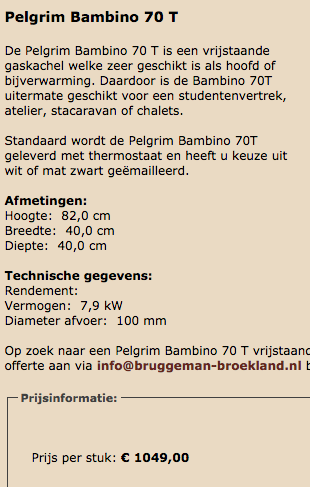 Pelgrim Bambino 70 T
De Pelgrim Bambino 70 T is een vrijstaande
gaskachel welke zeer geschikt is als hoofd of
bijverwarming. Daardoor is de Bambino 70T
uitermate geschikt voor een studentenvertrek,
atelier, stacaravan of chalets.
Standaard wordt de Pelgrim Bambino 70T
geleverd met thermostaat en heeft u keuze uit
wit of mat zwart geëmailleerd.
Afmetingen:
Hoogte: 82,0 cm
Breedte: 40,0 cm
Diepte: 40,0 cm
Technische gegevens:
Rendement:
Vermogen: 7,9 kW
Diameter afvoer: 100 mm
Op zoek naar een Pelgrim Bambino 70 T vrijstaand
offerte aan via info@bruggeman-broekland.nl b
Prijsinformatie:
Prijs per stuk: € 1049,00